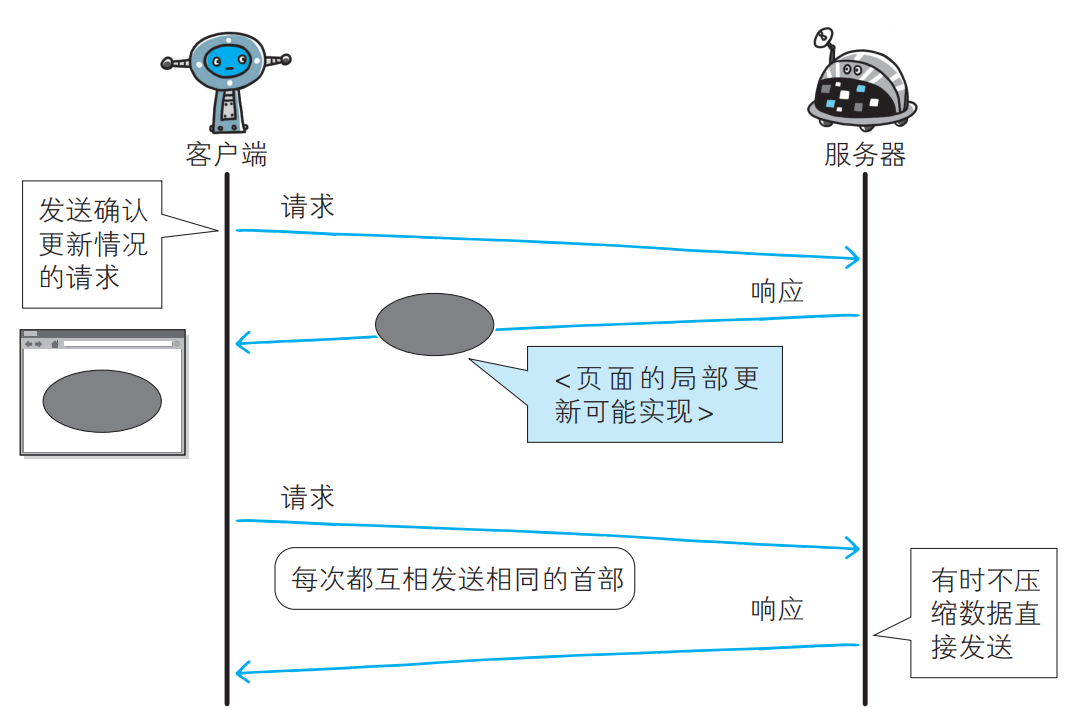 客户端
服务器
发送确认
更新情况
的请求
请求
响应
<页面的局部更
新可能实现>
请求
每次都互相发送相同的首部
响应
有时不压
缩数据直
接发送